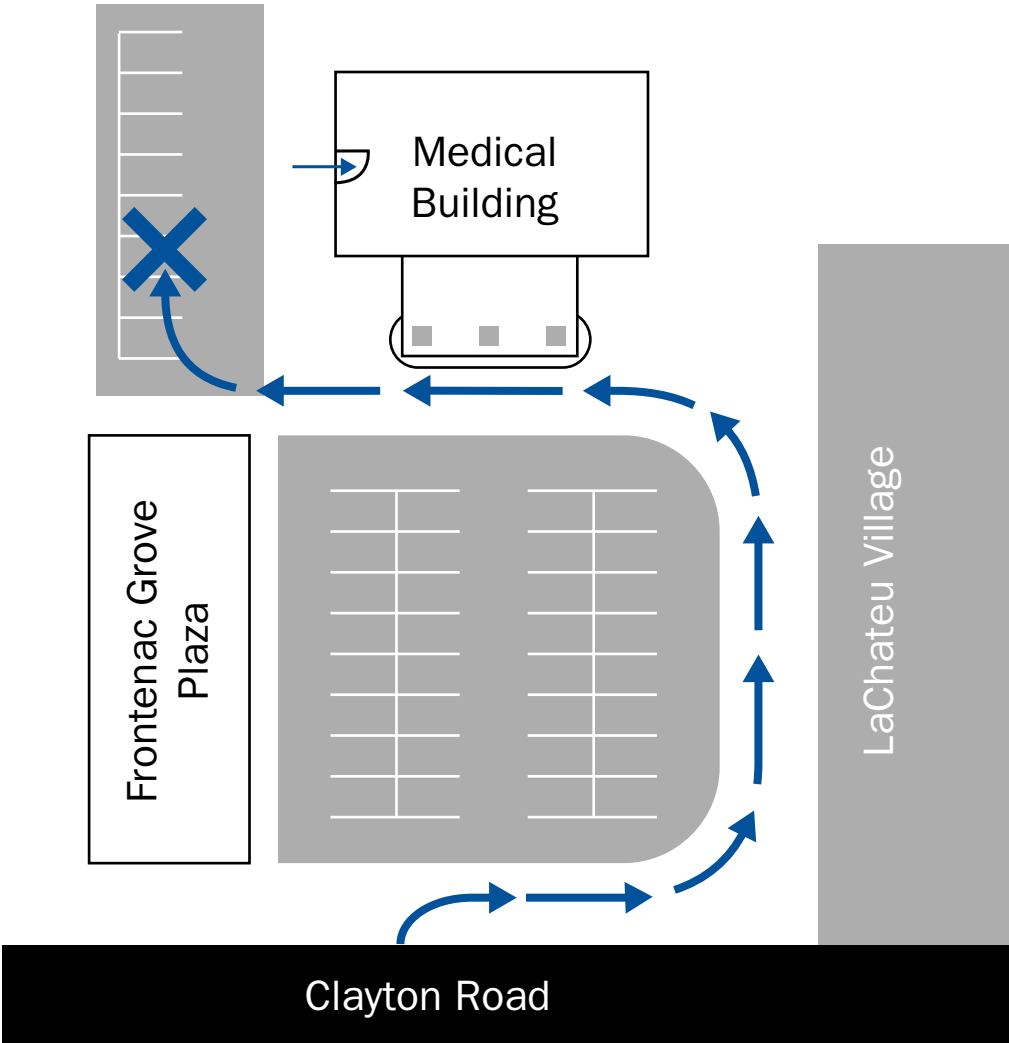 Medical
Building
Frontenac Grove
Plaza
LaChateu Village
Clayton Road